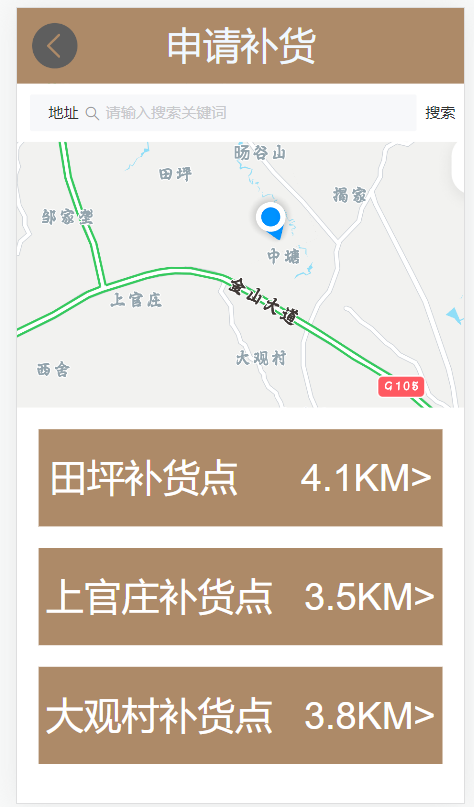 申请补货
地址 请输入搜索关键词 搜索
旸谷山
田坪
揭家
邹家垄
中塘
上官庄
金山大道
大观村
西舍
G105
田坪补货点 4.1KM>
上官庄补货点 3.5KM>
大观村补货点 3.8KM>